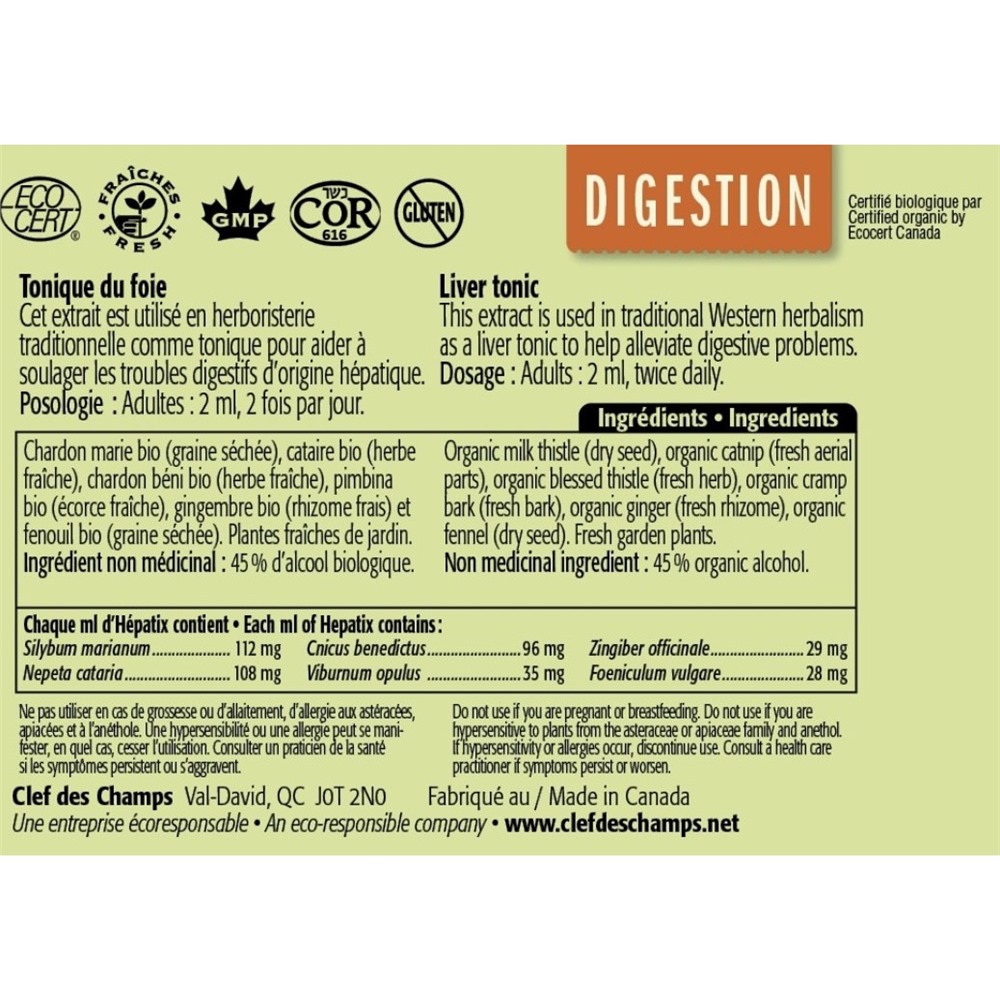 ECO
CERT
®
FRAÎCHES
FRESH
GMP
כשר
COR
616
GLUTEN
DIGESTION
Certifié biologique par
Certified organic by
Ecocert Canada
Tonique du foie
Cet extrait est utilisé en herboristerie
traditionnelle comme tonique pour aider à
soulager les troubles digestifs d'origine hépatique.
Posologie : Adultes : 2 ml, 2 fois par jour.
Liver tonic
This extract is used in traditional Western herbalism
as a liver tonic to help alleviate digestive problems.
Dosage : Adults : 2 ml, twice daily.
Ingrédients • Ingredients
Chardon marie bio (graine séchée), cataire bio (herbe
fraîche), chardon béni bio (herbe fraîche), pimbina
bio (écorce fraîche), gingembre bio (rhizome frais) et
fenouil bio (graine séchée). Plantes fraîches de jardin.
Ingrédient non médicinal : 45 % d'alcool biologique.
Organic milk thistle (dry seed), organic catnip (fresh aerial
parts), organic blessed thistle (fresh herb), organic cramp
bark (fresh bark), organic ginger (fresh rhizome), organic
fennel (dry seed). Fresh garden plants.
Non medicinal ingredient : 45 % organic alcohol.
Chaque ml d'Hépatix contient • Each ml of Hepatix contains :
Silybum marianum..................... 112 mg Cnicus benedictus.........................96 mg Zingiber officinale.........................29 mg
Nepeta cataria............................ 108 mg Viburnum opulus .........................35 mg Foeniculum vulgare...................... 28 mg
Ne pas utiliser en cas de grossesse ou d'allaitement, d'allergie aux astéracées,
apiacées et à l'anéthole. Une hypersensibilité ou une allergie peut se mani-
fester, en quel cas, cesser l'utilisation. Consulter un praticien de la santé
si les symptômes persistent ou s'aggravent.
Do not use if you are pregnant or breastfeeding. Do not use if you are
hypersensitive to plants from the asteraceae or apiaceae family and anethol.
If hypersensitivity or allergies occur, discontinue use. Consult a health care
practitioner if symptoms persist or worsen.
Clef des Champs Val-David, QC J0T 2N0 Fabriqué au / Made in Canada
Une entreprise écoresponsable • An eco-responsible company • www.clefdeschamps.net